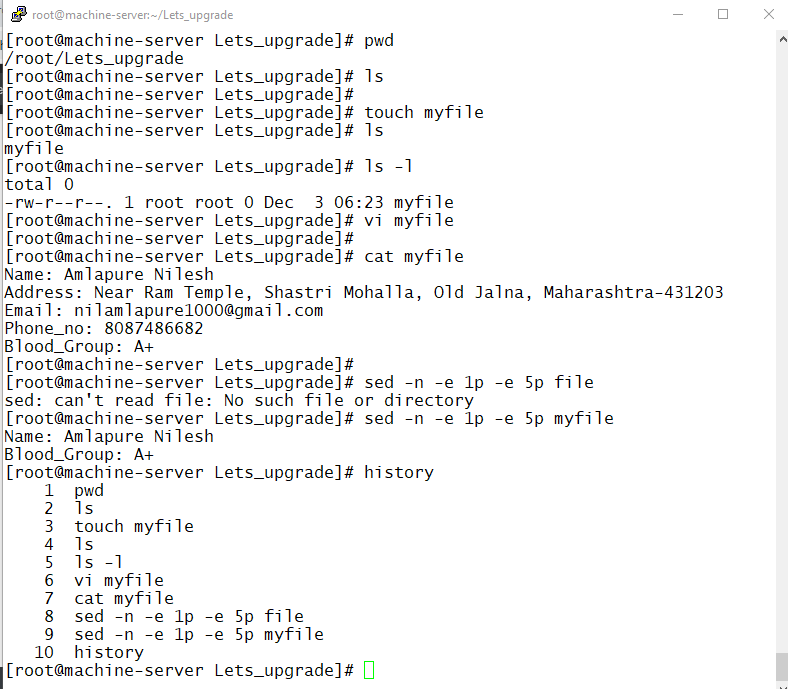 root@machine-server:~/Lets_upgrade
[root@machine-server Lets_upgrade]# pwd
/root/Lets_upgrade
[root@machine-server Lets_upgrade]# ls
[root@machine-server Lets_upgrade]#
[root@machine-server Lets_upgrade]# touch myfile
[root@machine-server Lets_upgrade]# ls
myfile
[root@machine-server Lets_upgrade]# ls -l
total 0
-rw-r--r--. 1 root root 0 Dec  3 06:23 myfile
[root@machine-server Lets_upgrade]# vi myfile
[root@machine-server Lets_upgrade]#
[root@machine-server Lets_upgrade]# cat myfile
Name: Amlapure Nilesh
Address: Near Ram Temple, Shastri Mohalla, Old Jalna, Maharashtra-431203
Email: nilamlapure1000@gmail.com
Phone_no: 8087486682
Blood_Group: A+
[root@machine-server Lets_upgrade]#
[root@machine-server Lets_upgrade]# sed -n -e 1p -e 5p file
sed: can't read file: No such file or directory
[root@machine-server Lets_upgrade]# sed -n -e 1p -e 5p myfile
Name: Amlapure Nilesh
Blood_Group: A+
[root@machine-server Lets_upgrade]# history
    1  pwd
    2  ls
    3  touch myfile
    4  ls
    5  ls -l
    6  vi myfile
    7  cat myfile
    8  sed -n -e 1p -e 5p file
    9  sed -n -e 1p -e 5p myfile
   10  history
[root@machine-server Lets_upgrade]#